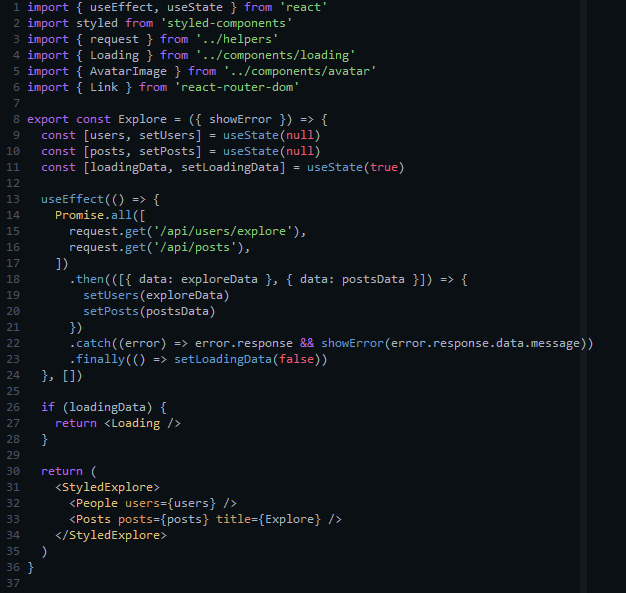 1 import { useEffect, useState } from 'react'
2 import styled from 'styled-components'
3 import { request } from '../helpers'
4 import { Loading } from '../components/loading'
5 import { AvatarImage } from '../components/avatar'
6 import { Link } from 'react-router-dom'
7
8 export const Explore = ({ showError }) => {
9   const [users, setUsers] = useState(null)
10   const [posts, setPosts] = useState(null)
11   const [loadingData, setLoadingData] = useState(true)
12
13   useEffect(() => {
14     Promise.all([
15       request.get('/api/users/explore'),
16       request.get('/api/posts'),
17     ])
18       .then(([{ data: exploreData }, { data: postsData }]) => {
19         setUsers(exploreData)
20         setPosts(postsData)
21       })
22       .catch((error) => error.response && showError(error.response.data.message))
23       .finally(() => setLoadingData(false))
24   }, [])
25
26   if (loadingData) {
27     return <Loading />
28   }
29
30   return (
31     <StyledExplore>
32       <People users={users} />
33       <Posts posts={posts} title={Explore} />
34     </StyledExplore>
35   )
36 }
37